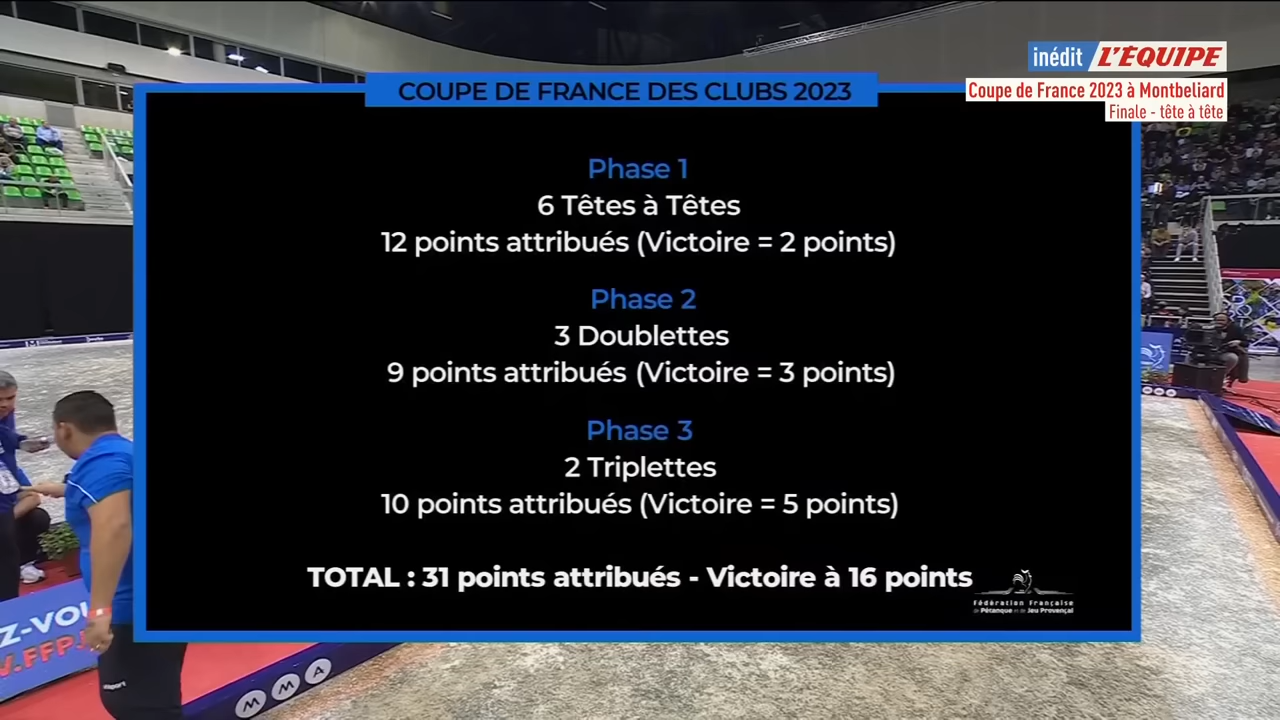 inédit L'ÉQUIPE
Coupe de France 2023 à Montbeliard
Finale - tête à tête
COUPE DE FRANCE DES CLUBS 2023
Phase 1
6 Têtes à Têtes
12 points attribués (Victoire = 2 points)
Phase 2
3 Doublettes
9 points attribués (Victoire = 3 points)
Phase 3
2 Triplettes
10 points attribués (Victoire = 5 points)
TOTAL : 31 points attribués - Victoire à 16 points
Fédération Française
de Pétanque et de Jeu Provençal
Z-VOU
W.FFP.
M M A